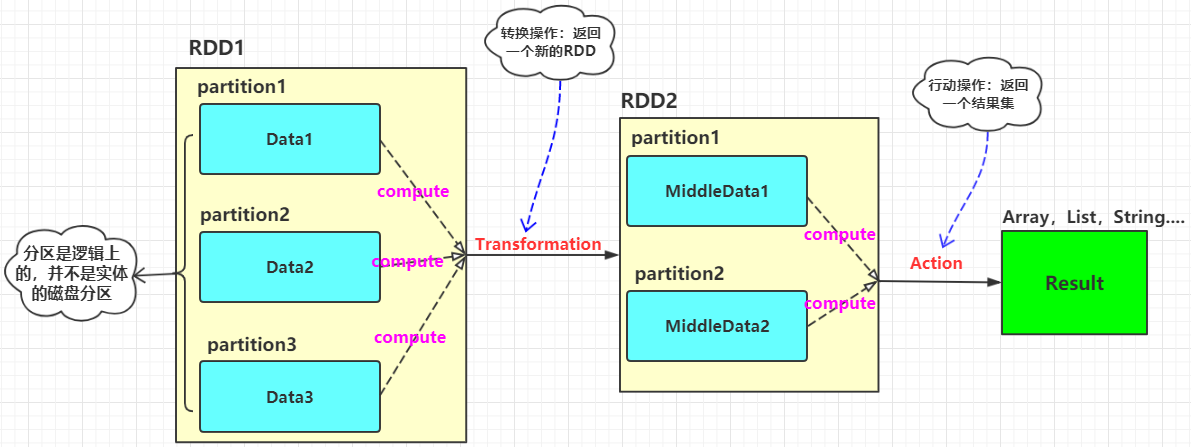 转换操作：返回
一个新的RDD
RDD1
partition1
Data1
compute
partition2
Data2
compute
partition3
Data3
compute
分区是逻辑上
的，并不是实体
的磁盘分区
Transformation
RDD2
partition1
MiddleData1
compute
partition2
MiddleData2
compute
行动操作：返回
一个结果集
Action
Array，List，String....
Result